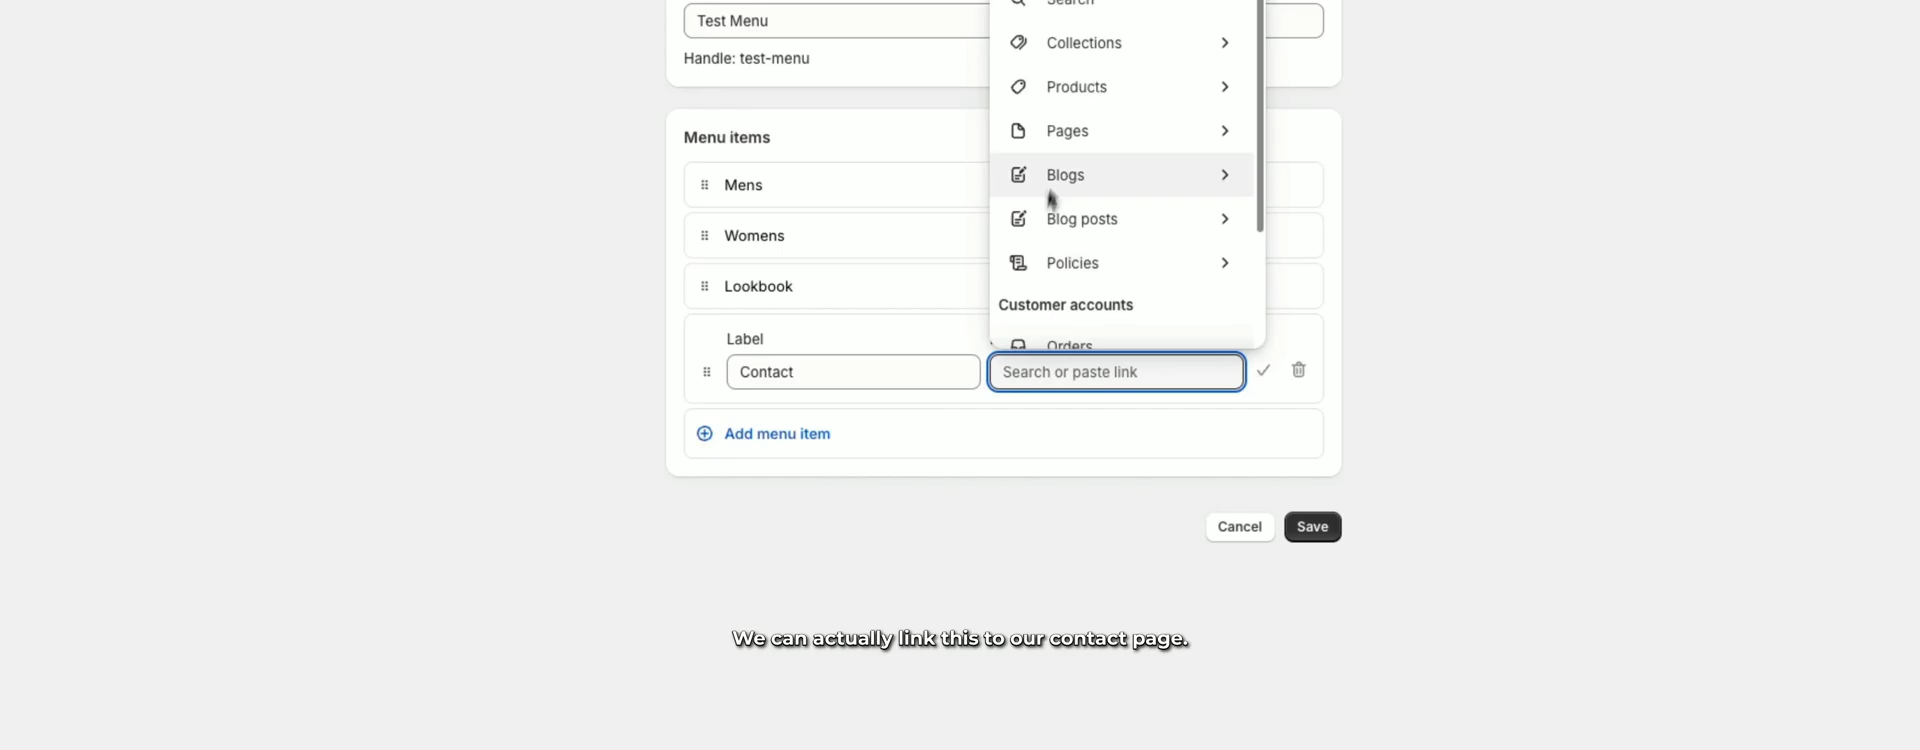 Search
Test Menu
Collections
Handle: test-menu
Products
Pages
Menu items
Blogs
Mens
Blog posts
Womens
Policies
Lookbook
Customer accounts
Label
Orders
Contact
Search or paste link
Add menu item
Cancel
Save
We can actually link this to our contact page.